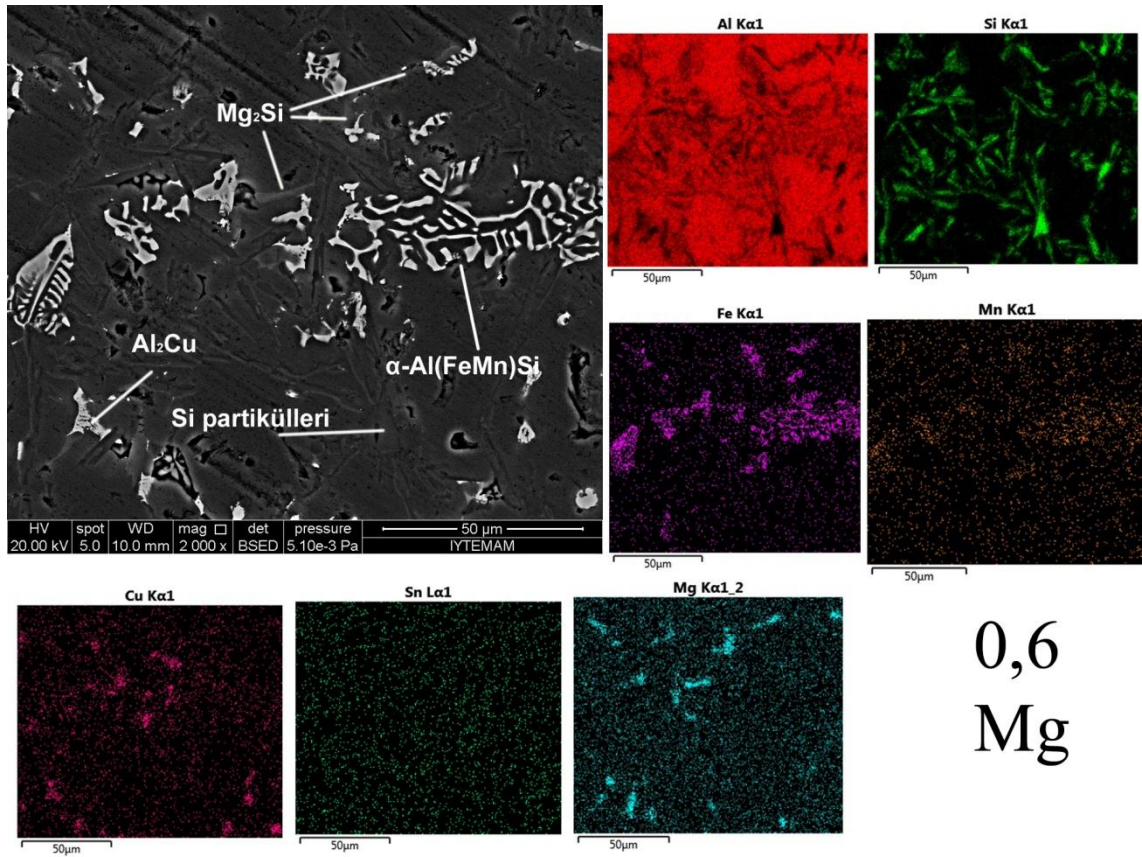 Mg₂Si
Al₂Cu
α-Al(FeMn)Si
Si partikülleri
HV spot WD mag □ det pressure 50 µm
20.00 kV 5.0 10.0 mm 2 000 x BSED 5.10e-3 Pa IYTEMAM
Al Kα1
50µm
Si Kα1
50µm
Fe Kα1
50µm
Mn Kα1
50µm
Cu Kα1
50µm
Sn Lα1
50µm
Mg Kα1_2
50µm
0,6
Mg